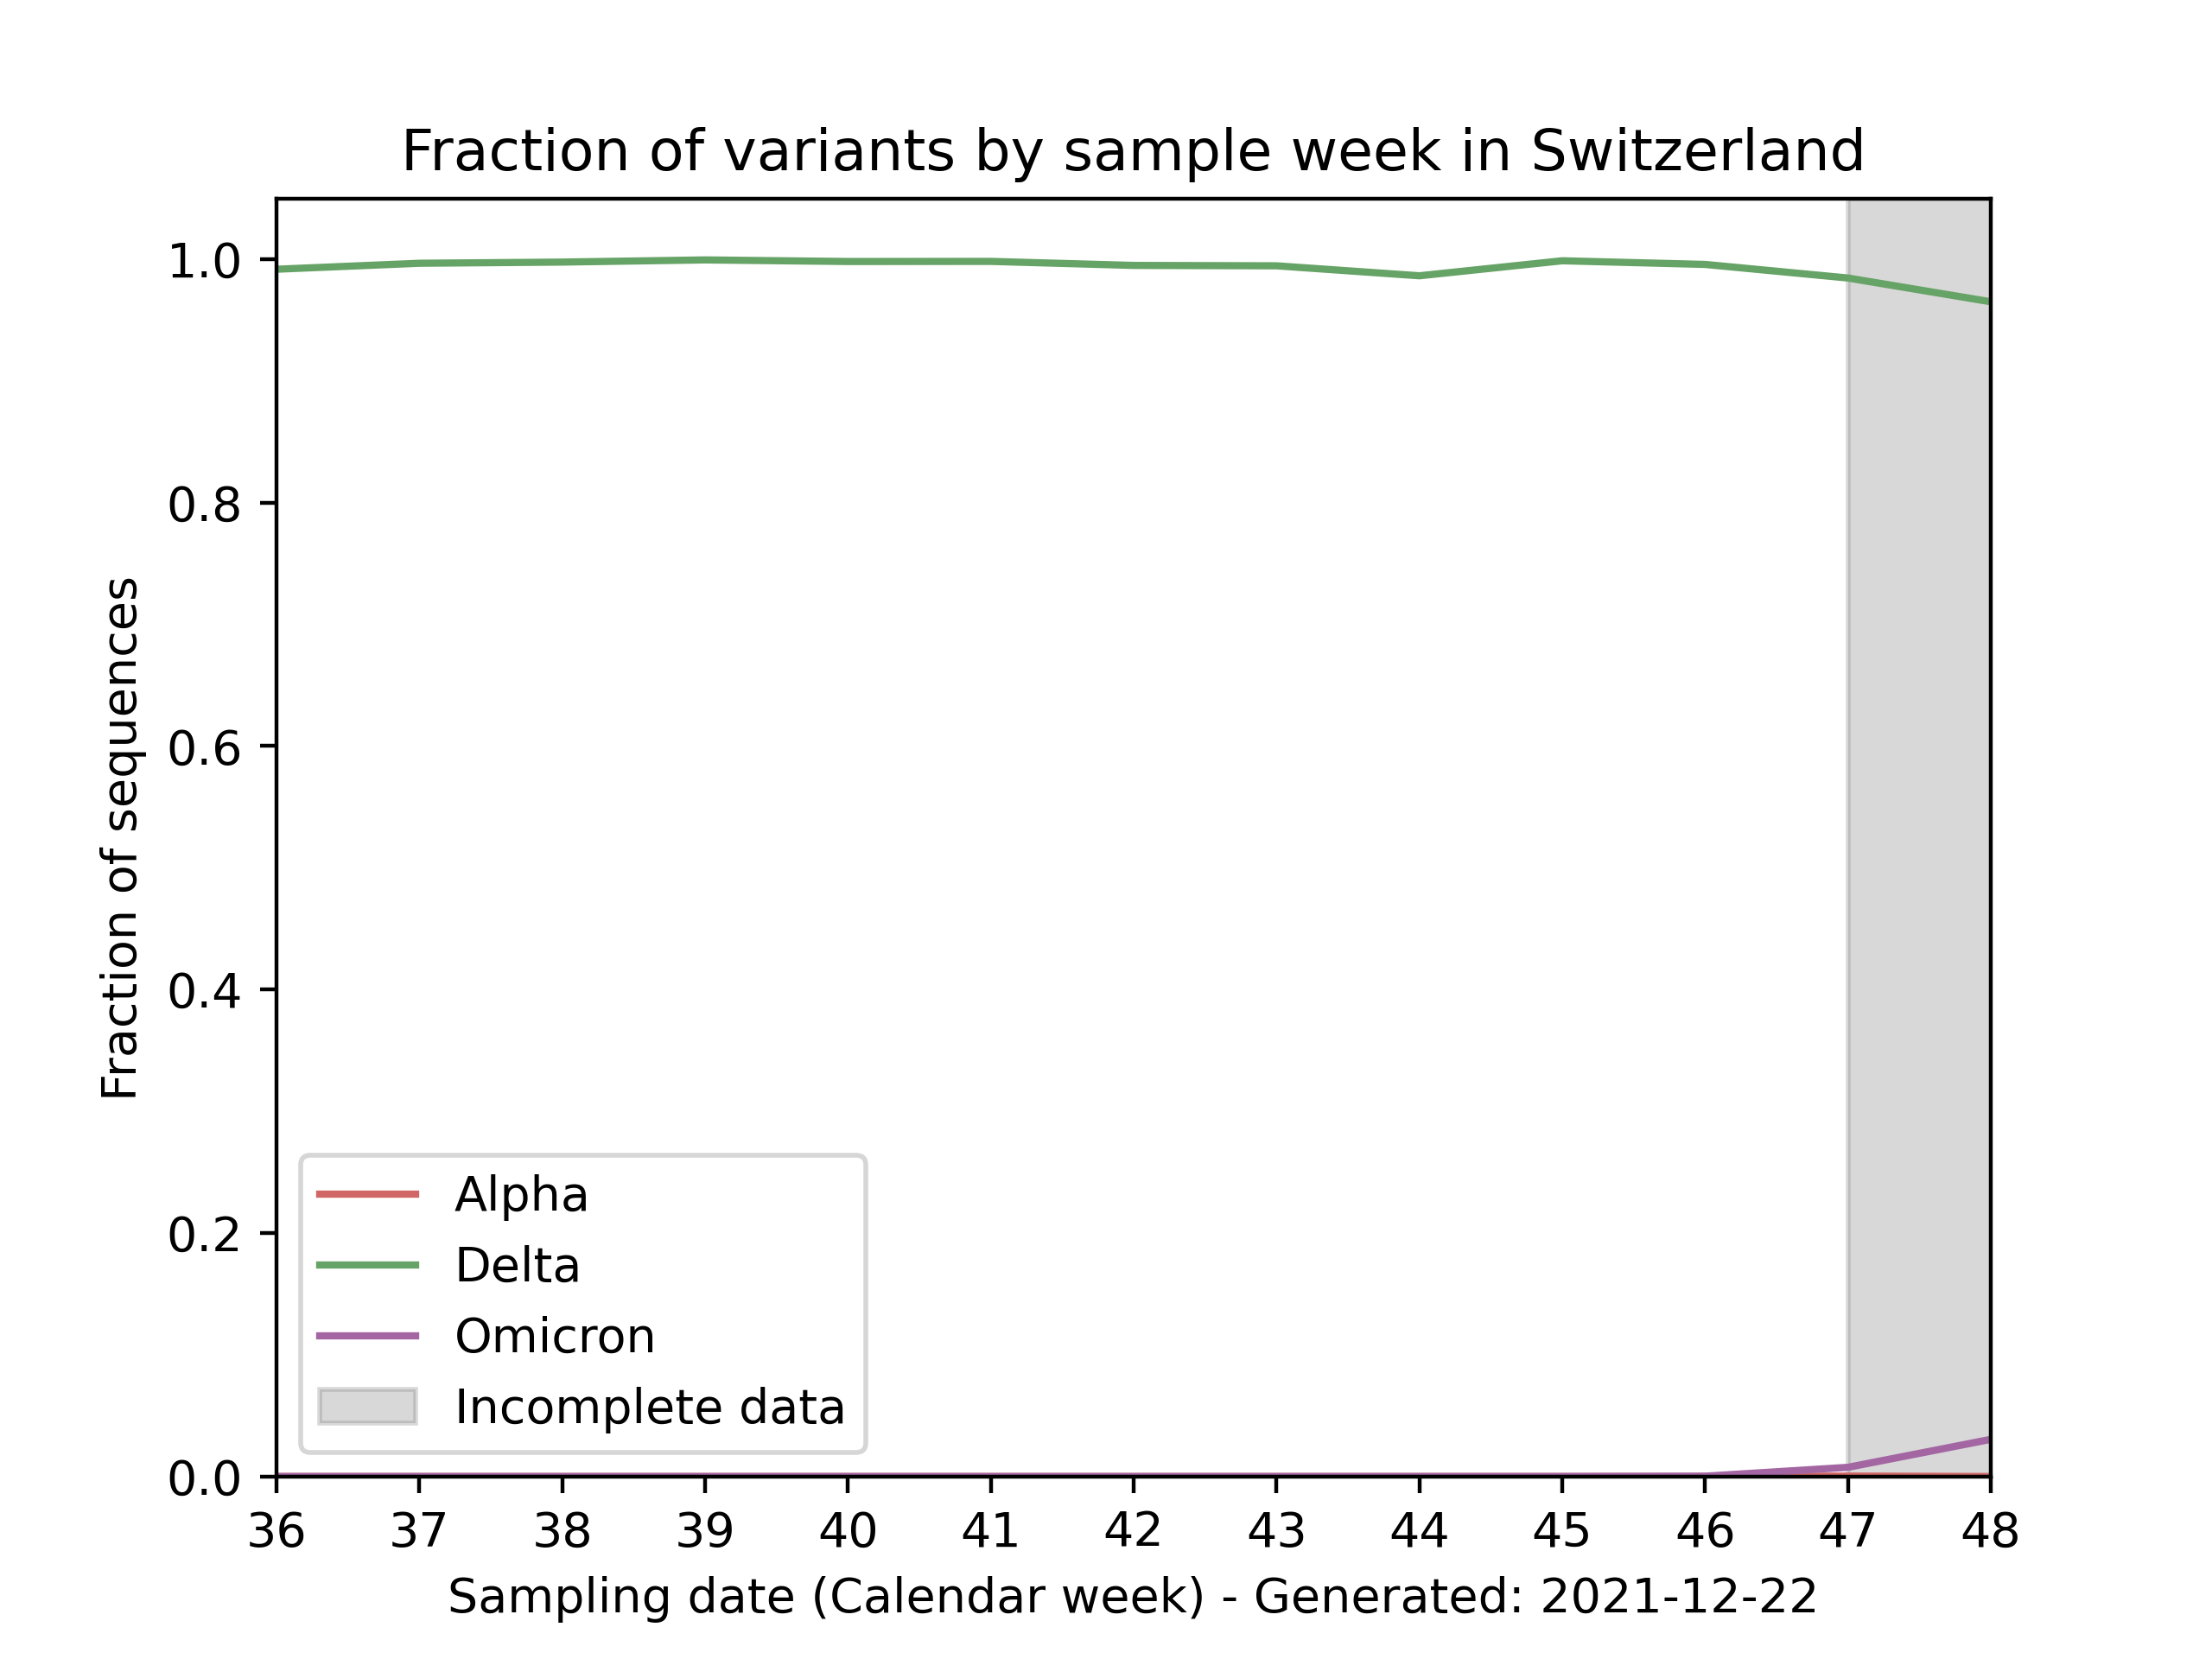 Fraction of variants by sample week in Switzerland
1.0
0.8
0.6
0.4
0.2
0.0
Fraction of sequences
Alpha
Delta
Omicron
Incomplete data
36 37 38 39 40 41 42 43 44 45 46 47 48
Sampling date (Calendar week) - Generated: 2021-12-22